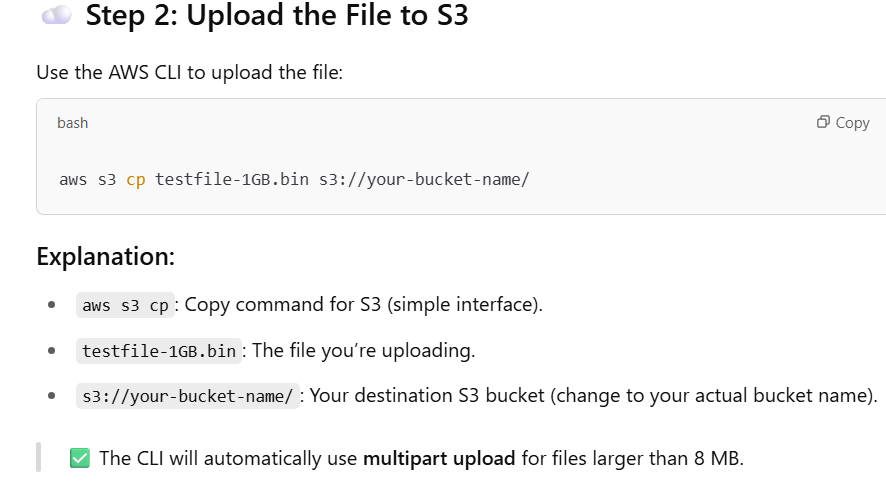 Step 2: Upload the File to S3
Use the AWS CLI to upload the file:
bash
Copy
aws s3 cp testfile-1GB.bin s3://your-bucket-name/
Explanation:
aws s3 cp: Copy command for S3 (simple interface).
testfile-1GB.bin: The file you’re uploading.
s3://your-bucket-name/: Your destination S3 bucket (change to your actual bucket name).
The CLI will automatically use multipart upload for files larger than 8 MB.